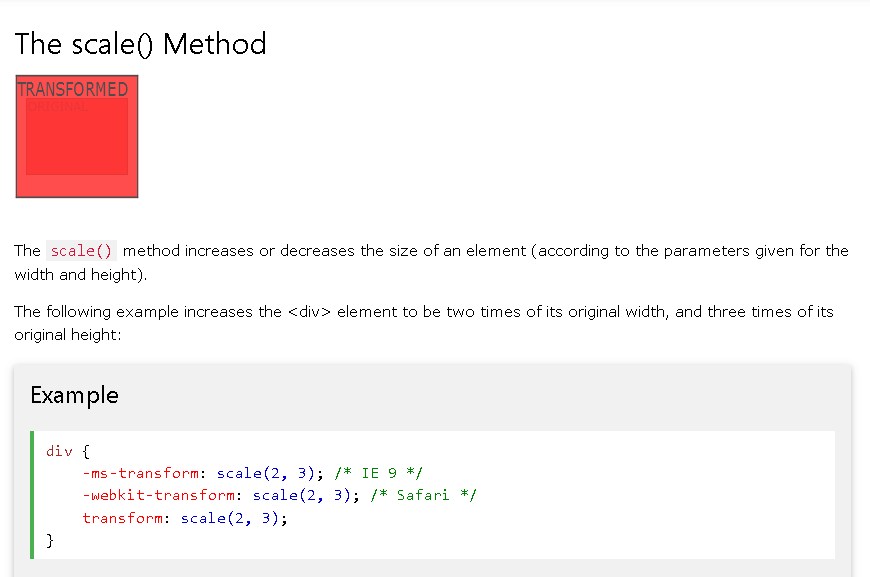 The scale() Method
TRANSFORMED
ORIGINAL
The scale() method increases or decreases the size of an element (according to the parameters given for the
width and height).
The following example increases the <div> element to be two times of its original width, and three times of its
original height:
Example
div {
    -ms-transform: scale(2, 3); /* IE 9 */
    -webkit-transform: scale(2, 3); /* Safari */
    transform: scale(2, 3);
}